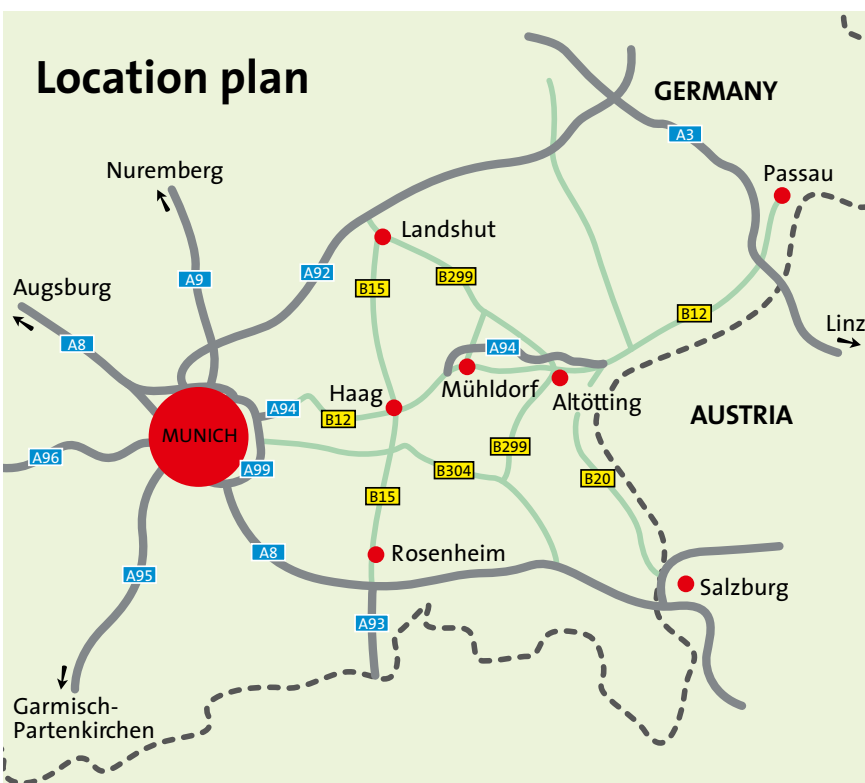 Location plan
GERMANY
A3
Nuremberg
Passau
Landshut
A92
B299
A9
Augsburg
B15
B12
Linz
A8
A94
Haag
Mühldorf
Altötting
A94
B12
AUSTRIA
MUNICH
B299
A96
A99
B304
B20
B15
A8
Rosenheim
A95
Salzburg
A93
Garmisch-
Partenkirchen